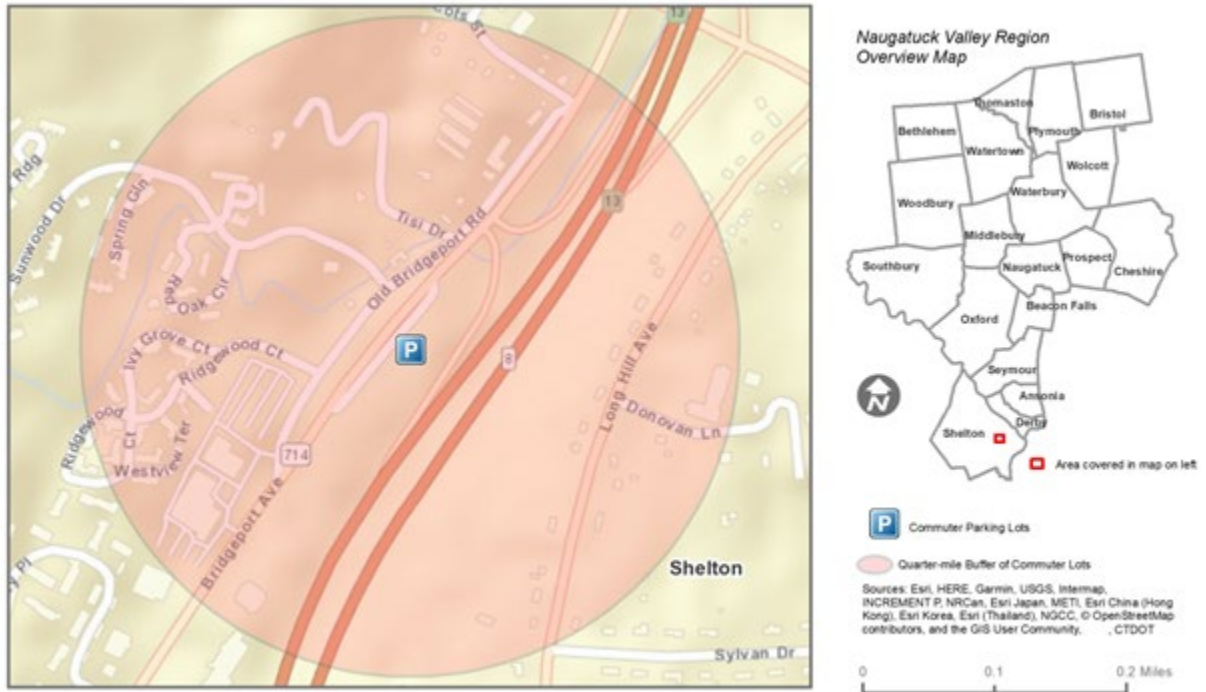 Coots St
13
Rdg
Sunwood Dr
Spring Gln
Tisi Dr
Old Bridgeport Rd
13
Red
Oak Cir
Ivy Grove Ct
Ridgewood Ct
P
8
Long Hill Ave
Donovan Ln
Ridgewood
Ct
Westview Ter
714
Bridgeport Ave
Pl
Shelton
Sylvan Dr
Naugatuck Valley Region
Overview Map
Thomaston
Bristol
Bethlehem
Plymouth
Watertown
Wolcott
Waterbury
Woodbury
Middlebury
Southbury
Naugatuck
Prospect
Cheshire
Beacon Falls
Oxford
Seymour
Ansonia
Derby
Shelton
N
Area covered in map on left
P
Commuter Parking Lots
Quarter-mile Buffer of Commuter Lots
Sources: Esri, HERE, Garmin, USGS, Intermap,
INCREMENT P, NRCan, Esri Japan, METI, Esri China (Hong
Kong), Esri Korea, Esri (Thailand), NGCC, © OpenStreetMap
contributors, and the GIS User Community, , CTDOT
0 0.1 0.2 Miles